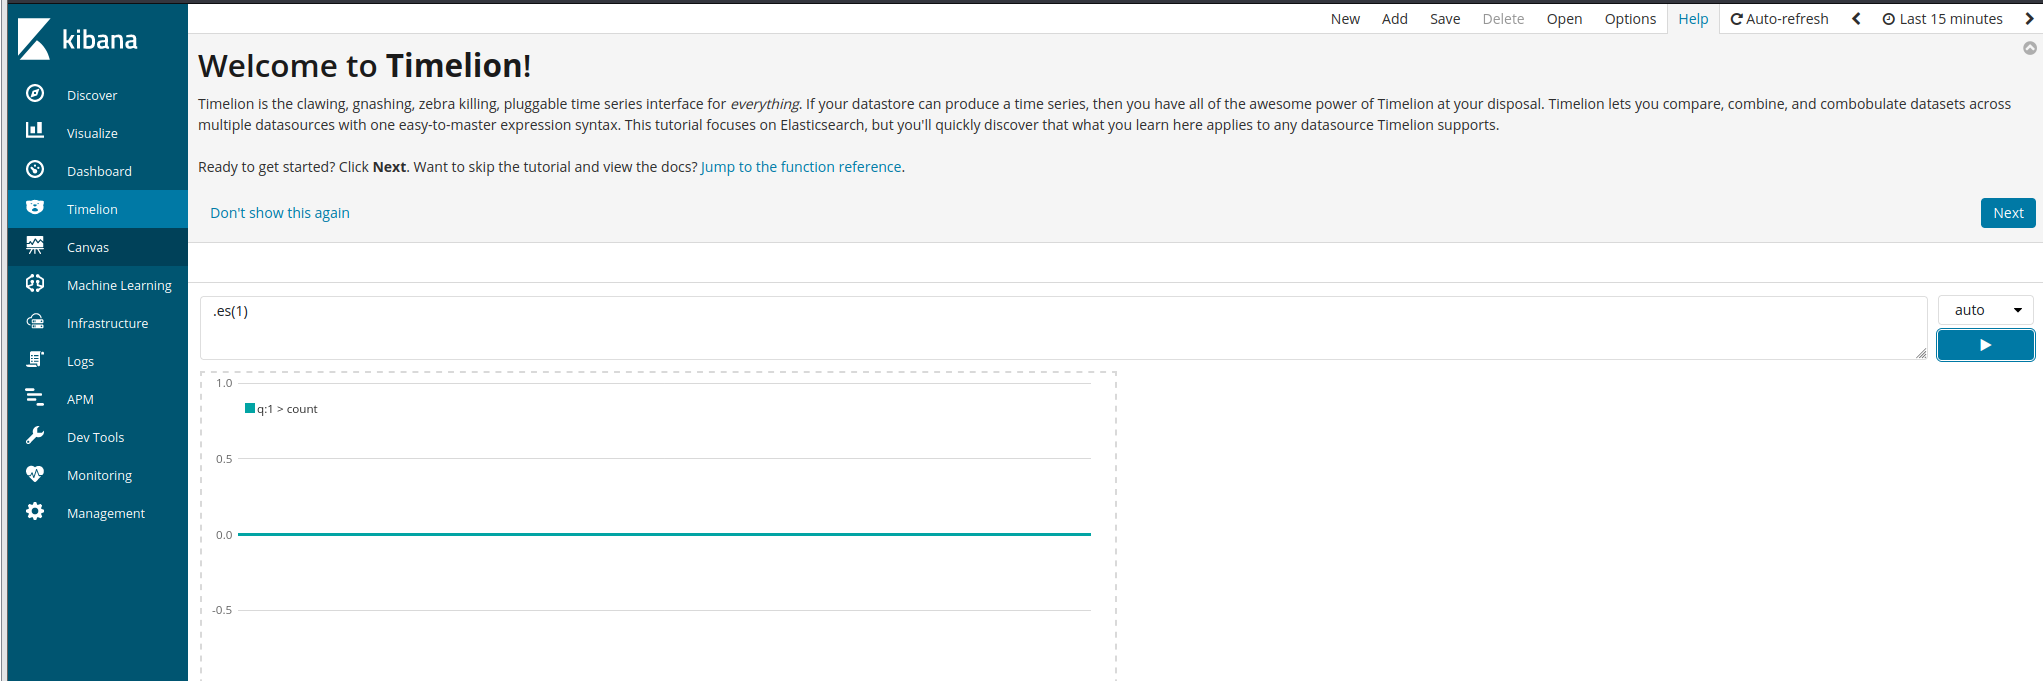 kibana
Discover
Visualize
Dashboard
Timelion
Canvas
Machine Learning
Infrastructure
Logs
APM
Dev Tools
Monitoring
Management
New Add Save Delete Open Options Help Auto-refresh Last 15 minutes
Welcome to Timelion!
Timelion is the clawing, gnashing, zebra killing, pluggable time series interface for everything. If your datastore can produce a time series, then you have all of the awesome power of Timelion at your disposal. Timelion lets you compare, combine, and combobulate datasets across
multiple datasources with one easy-to-master expression syntax. This tutorial focuses on Elasticsearch, but you'll quickly discover that what you learn here applies to any datasource Timelion supports.
Ready to get started? Click Next. Want to skip the tutorial and view the docs? Jump to the function reference.
Don't show this again
Next
.es(1)
auto
1.0
q:1 > count
0.5
0.0
-0.5